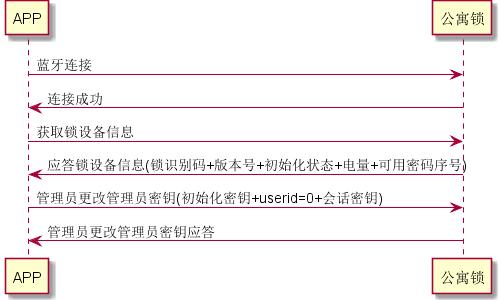 APP 公寓锁
蓝牙连接
连接成功
获取锁设备信息
应答锁设备信息(锁识别码+版本号+初始化状态+电量+可用密码序号)
管理员更改管理员密钥(初始化密钥+userid=0+会话密钥)
管理员更改管理员密钥应答
APP 公寓锁